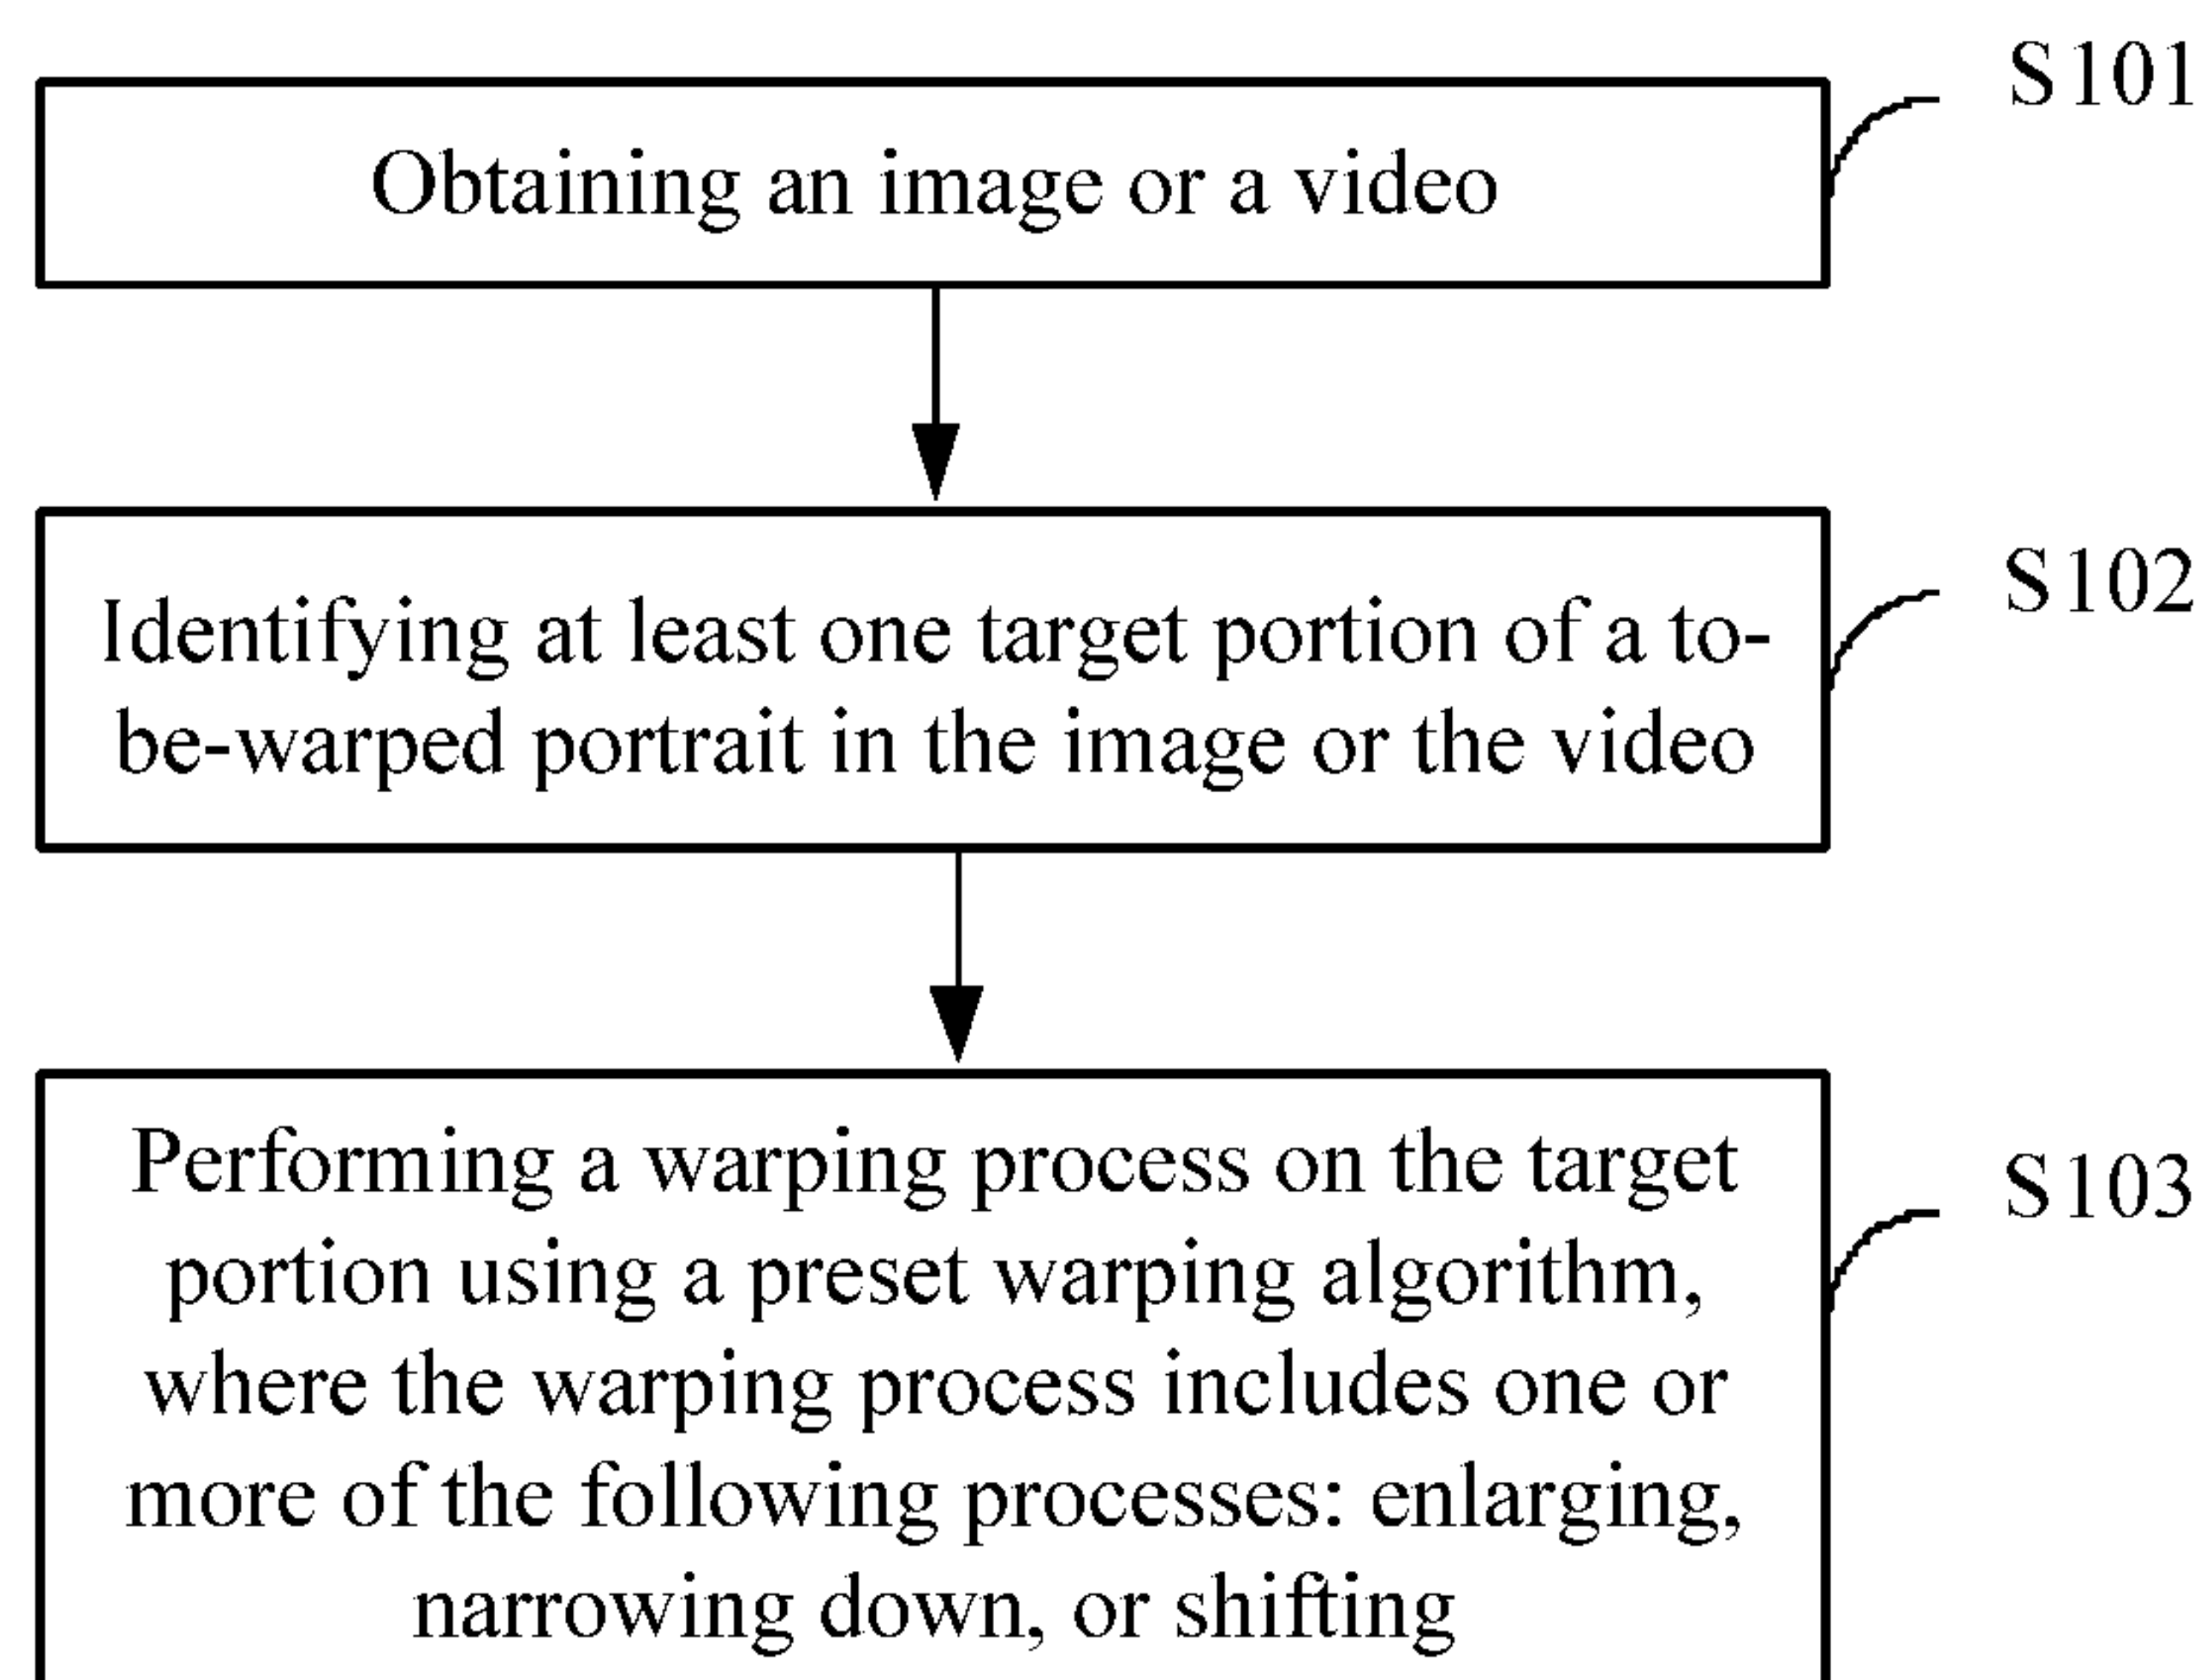 S101
Obtaining an image or a video
S102
Identifying at least one target portion of a to-
be-warped portrait in the image or the video
S103
Performing a warping process on the target
portion using a preset warping algorithm,
where the warping process includes one or
more of the following processes: enlarging,
narrowing down, or shifting